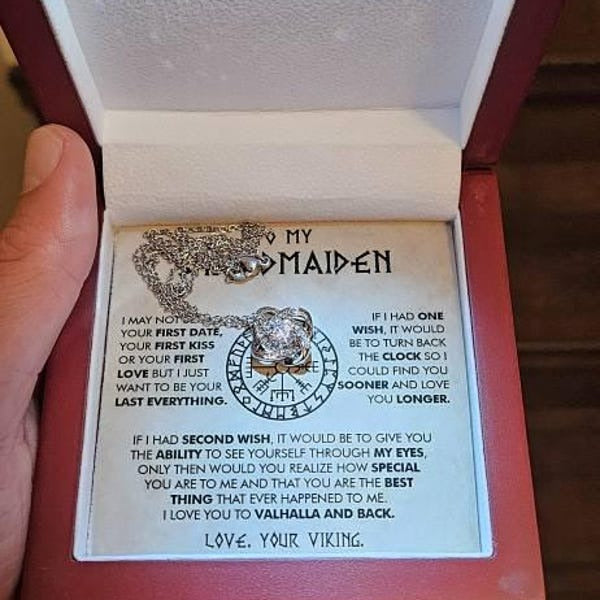 O MY
DMAIDEN
I MAY NOT
YOUR FIRST DATE,
YOUR FIRST KISS
OR YOUR FIRST
LOVE BUT I JUST
WANT TO BE YOUR
LAST EVERYTHING.
IF I HAD ONE
WISH, IT WOULD
BE TO TURN BACK
THE CLOCK SO I
COULD FIND YOU
SOONER AND LOVE
YOU LONGER.
IF I HAD SECOND WISH, IT WOULD BE TO GIVE YOU
THE ABILITY TO SEE YOURSELF THROUGH MY EYES,
ONLY THEN WOULD YOU REALIZE HOW SPECIAL
YOU ARE TO ME AND THAT YOU ARE THE BEST
THING THAT EVER HAPPENED TO ME.
I LOVE YOU TO VALHALLA AND BACK.
LOVE. YOUR VIKING.